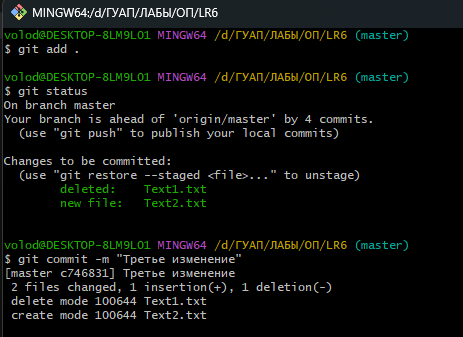 MINGW64:/d/ГУАП/ЛАБЫ/ОП/LR6
volod@DESKTOP-8LM9LO1 MINGW64 /d/ГУАП/ЛАБЫ/ОП/LR6 (master)
$ git add .
volod@DESKTOP-8LM9LO1 MINGW64 /d/ГУАП/ЛАБЫ/ОП/LR6 (master)
$ git status
On branch master
Your branch is ahead of 'origin/master' by 4 commits.
  (use "git push" to publish your local commits)
Changes to be committed:
  (use "git restore --staged <file>..." to unstage)
        deleted:    Text1.txt
        new file:   Text2.txt
volod@DESKTOP-8LM9LO1 MINGW64 /d/ГУАП/ЛАБЫ/ОП/LR6 (master)
$ git commit -m "Третье изменение"
[master c746831] Третье изменение
 2 files changed, 1 insertion(+), 1 deletion(-)
 delete mode 100644 Text1.txt
 create mode 100644 Text2.txt